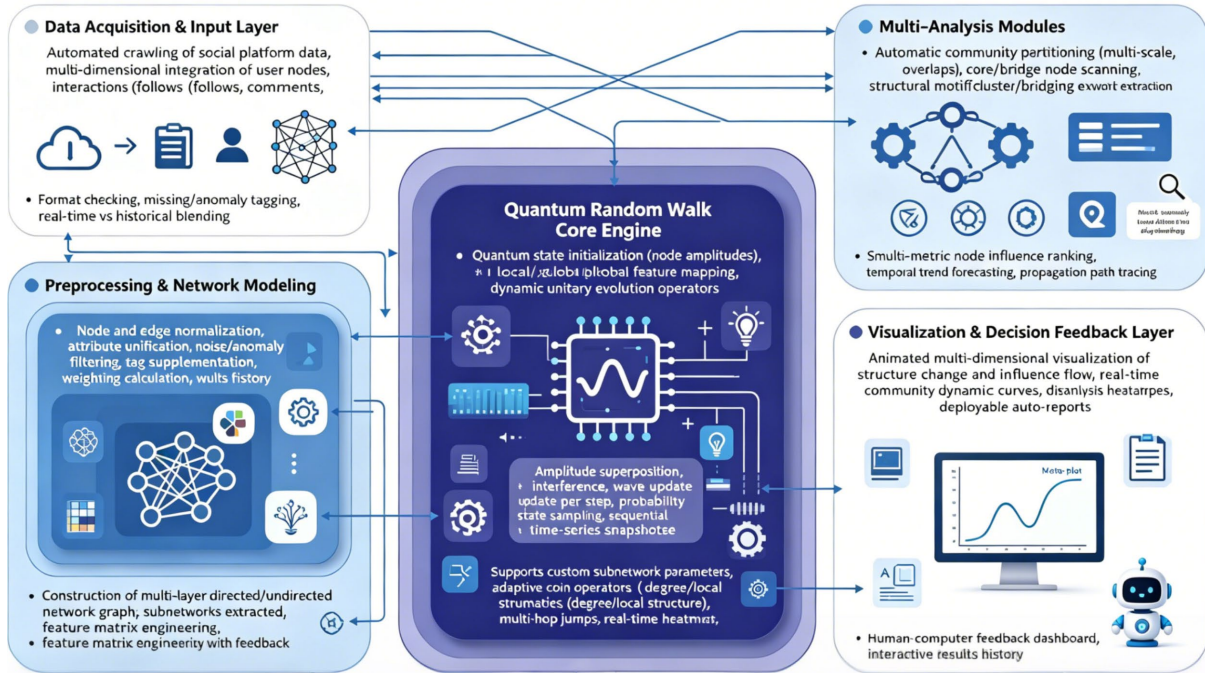 Data Acquisition & Input Layer
Automated crawling of social platform data,
multi-dimensional integration of user nodes,
interactions (follows (follows, comments,
• Format checking, missing/anomaly tagging,
real-time vs historical blending
Preprocessing & Network Modeling
• Node and edge normalization,
attribute unification, noise/anomaly
filtering, tag supplementation,
weighting calculation, wults fistory
• Construction of multi-layer directed/undirected
network graph; subnetworks extracted,
feature matrix engineering,
• feature matrix engineerity with feedback
Quantum Random Walk
Core Engine
• Quantum state initialization (node amplitudes),
feature mapping,
dynamic unitary evolution operators
Amplitude superposition,
interference, wave update
update per step, probability
state sampling, sequential
time-series snapshotee
Supports custom subnetwork parameters,
adaptive coin operators ( degree/local
strumatics (degree/local structure),
multi-hop jumps, real-time heatmat,
Multi-Analysis Modules
• Automatic community partitioning (multi-scale,
overlaps), core/bridge node scanning,
structural motifcluster/bridging extraction
• Smulti-metric node influence ranking,
temporal trend forecasting, propagation path tracing
Visualization & Decision Feedback Layer
Animated multi-dimensional visualization of
structure change and influence flow, real-time
community dynamic curves, disanlysis
deployable auto-reports
Meta-plot
A
• Human-computer feedback dashboard,
interactive results history